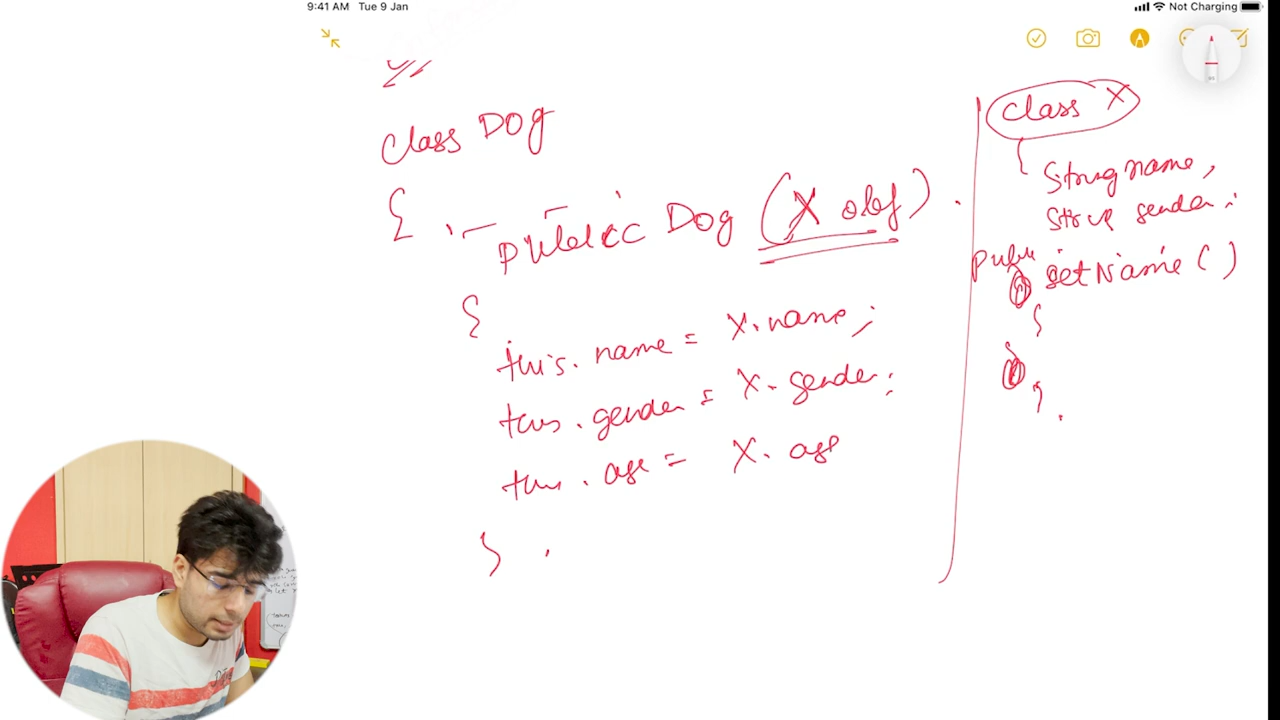 9:41 AM Tue 9 Jan
Not Charging
class Dog
{
public Dog (X obj)
{
this. name = X. name;
this. gender = X. gender;
this. age = X. age
}
class X
{
String name,
String gender;
public
setName ( )
{
}